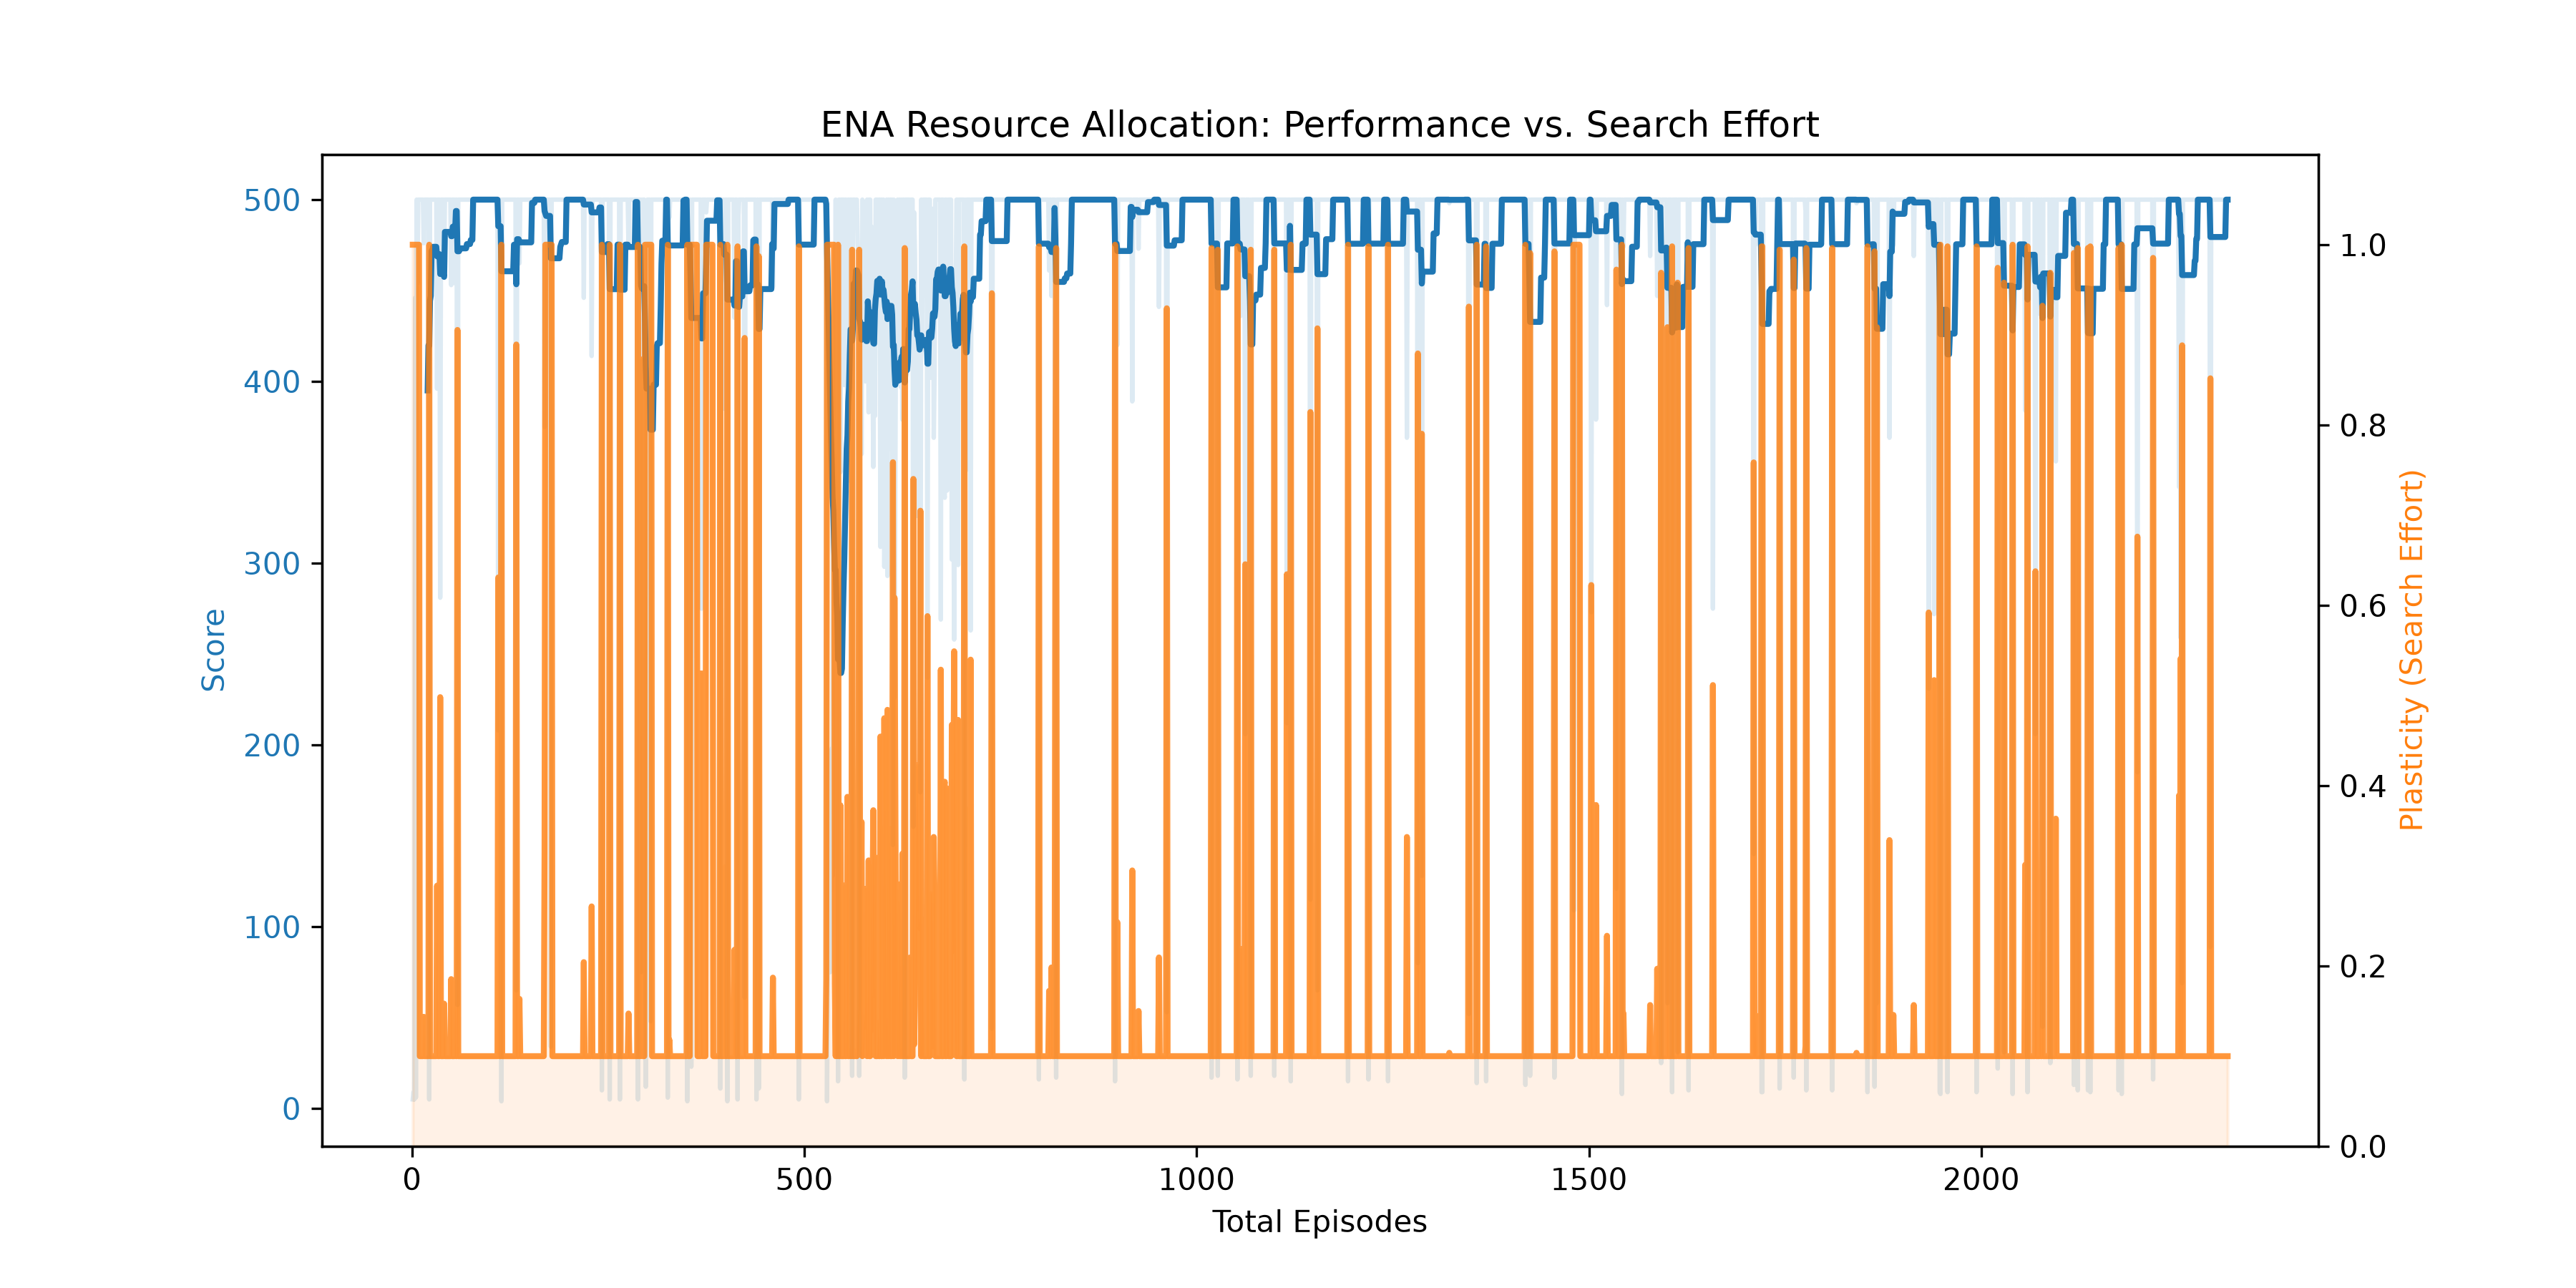 ENA Resource Allocation: Performance vs. Search Effort
500
400
300
200
100
0
Score
1.0
0.8
0.6
0.4
0.2
0.0
Plasticity (Search Effort)
0 500 1000 1500 2000
Total Episodes